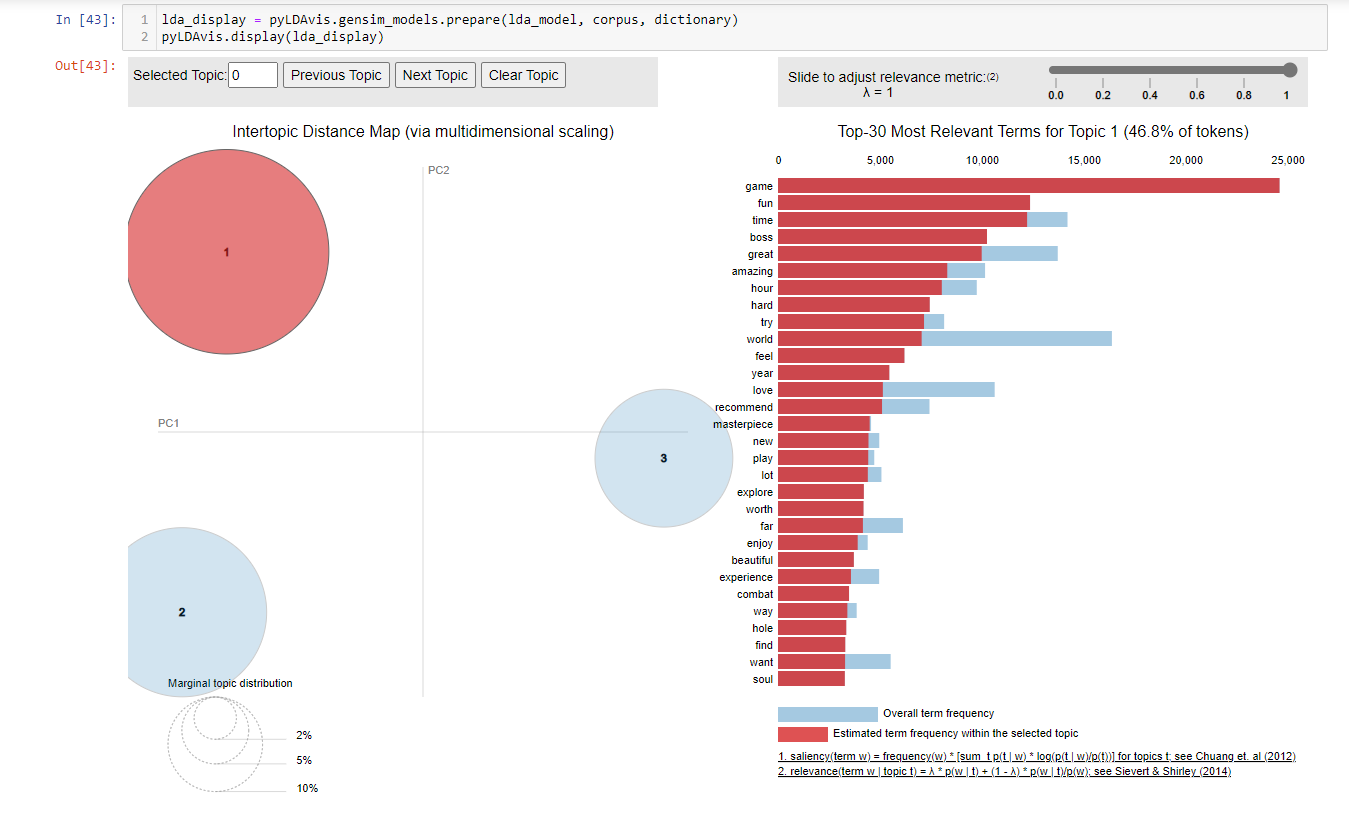 In [43]:
1 lda_display = pyLDAvis.gensim_models.prepare(lda_model, corpus, dictionary)
2 pyLDAvis.display(lda_display)
Out[43]:
Selected Topic: 0 Previous Topic Next Topic Clear Topic
Slide to adjust relevance metric:(2)
λ = 1
0.0 0.2 0.4 0.6 0.8 1
Intertopic Distance Map (via multidimensional scaling)
PC2
1
PC1
3
2
Marginal topic distribution
2%
5%
10%
Top-30 Most Relevant Terms for Topic 1 (46.8% of tokens)
0 5,000 10,000 15,000 20,000 25,000
game
fun
time
boss
great
amazing
hour
hard
try
world
feel
year
love
recommend
masterpiece
new
play
lot
explore
worth
far
enjoy
beautiful
experience
combat
way
hole
find
want
soul
Overall term frequency
Estimated term frequency within the selected topic
1. saliency(term w) = frequency(w) * [sum_t p(t | w) * log(p(t | w)/p(t))] for topics t; see Chuang et. al (2012)
2. relevance(term w | topic t) = λ * p(w | t) + (1 - λ) * p(w | t)/p(w); see Sievert & Shirley (2014)